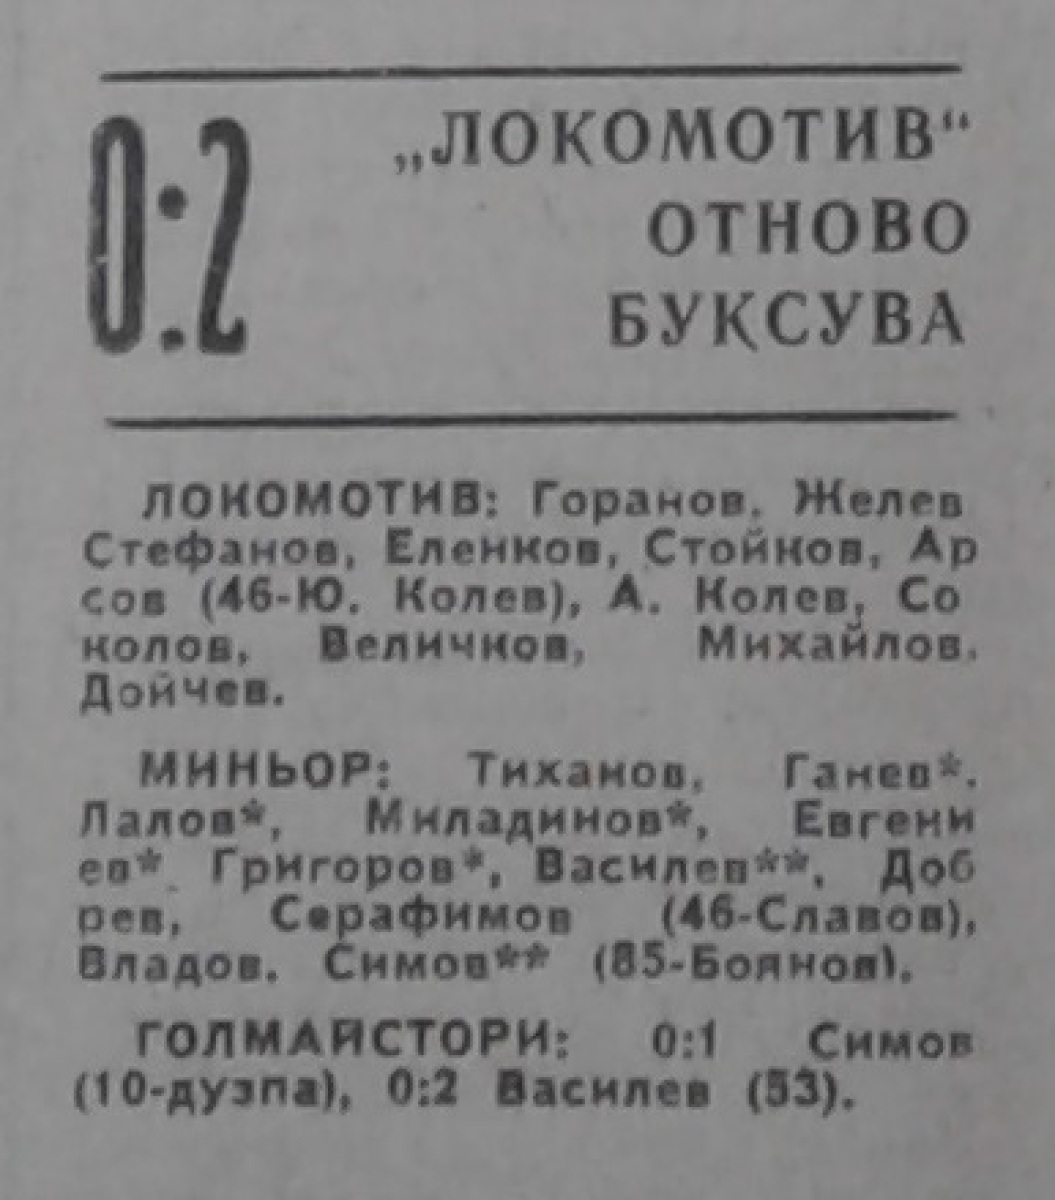 0:2
„ЛОКОМОТИВ“
ОТНОВО
БУКСУВА
ЛОКОМОТИВ: Горанов, Желев
Стефанов, Еленков, Стойков, Ар
сов (46-Ю. Колев), А. Колев, Со
колов, Величков, Михайлов,
Дойчев.
МИНЬОР: Тиханов, Ганев*,
Лалов*, Миладинов*, Евгени
ев*, Григоров*, Василев**, Доб
рев, Серафимов (46-Славов),
Владов, Симов** (85-Боянов).
ГОЛМАЙСТОРИ: 0:1 Симов
(10-дузпа), 0:2 Василев (53).